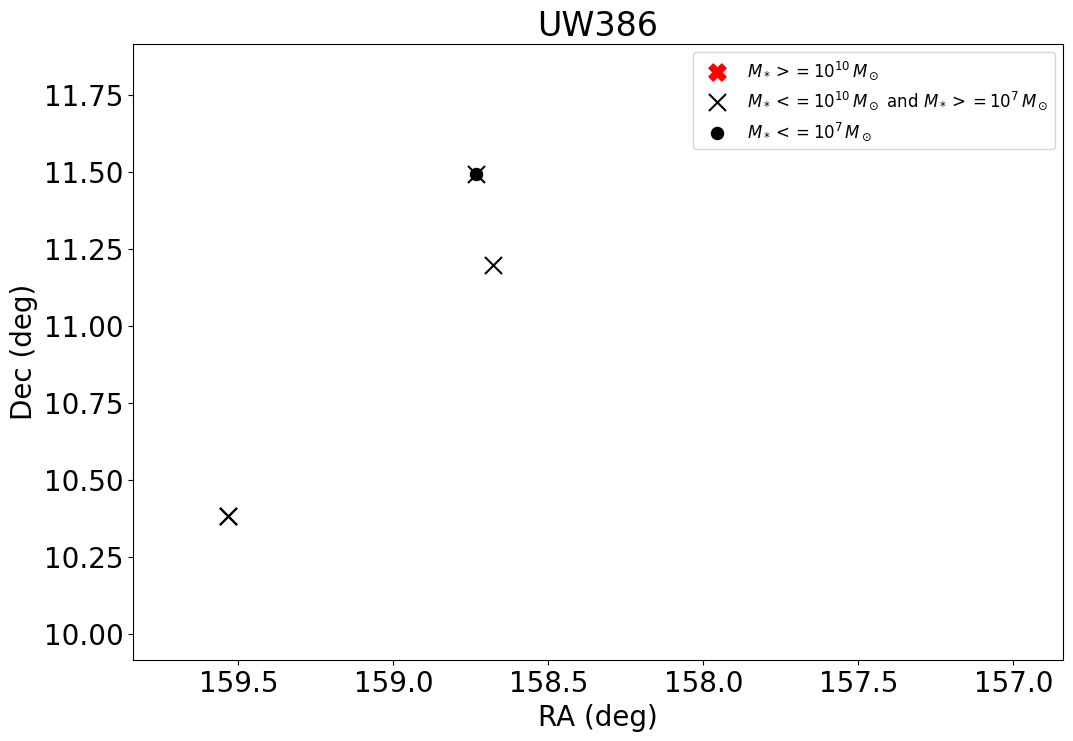 UW386
M* >= 10^10 M⊙
M* <= 10^10 M⊙ and M* >= 10^7 M⊙
M* <= 10^7 M⊙
11.75
11.50
11.25
11.00
10.75
10.50
10.25
10.00
Dec (deg)
159.5 159.0 158.5 158.0 157.5 157.0
RA (deg)